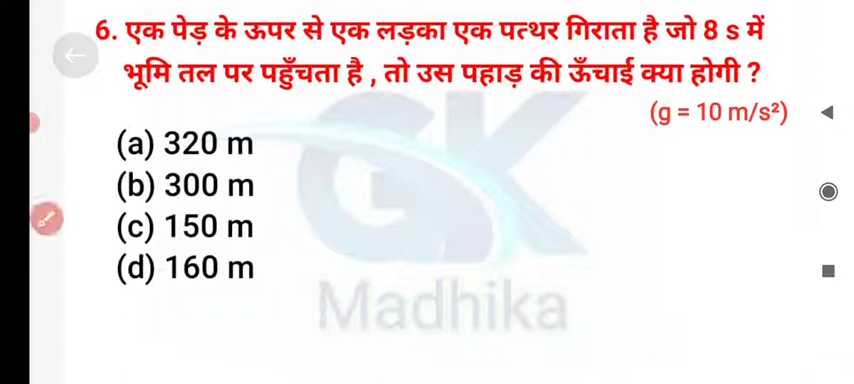 6. एक पेड़ के ऊपर से एक लड़का एक पत्थर गिराता है जो 8 s में
भूमि तल पर पहुँचता है , तो उस पहाड़ की ऊँचाई क्या होगी ?
(g = 10 m/s²)
(a) 320 m
(b) 300 m
(c) 150 m
(d) 160 m
GK
Madhika